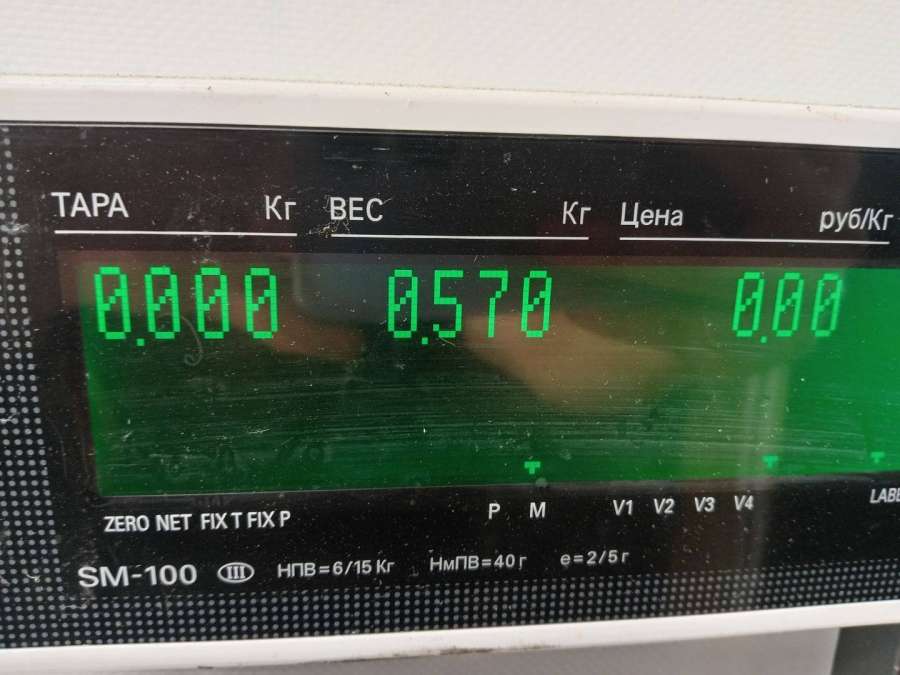 ТАРА Кг ВЕС Кг Цена руб/Кг
0.000 0.570 0.00
ZERO NET FIX T FIX P P M V1 V2 V3 V4
SM-100 III НПВ=6/15 Кг НмПВ=40 г e=2/5 г